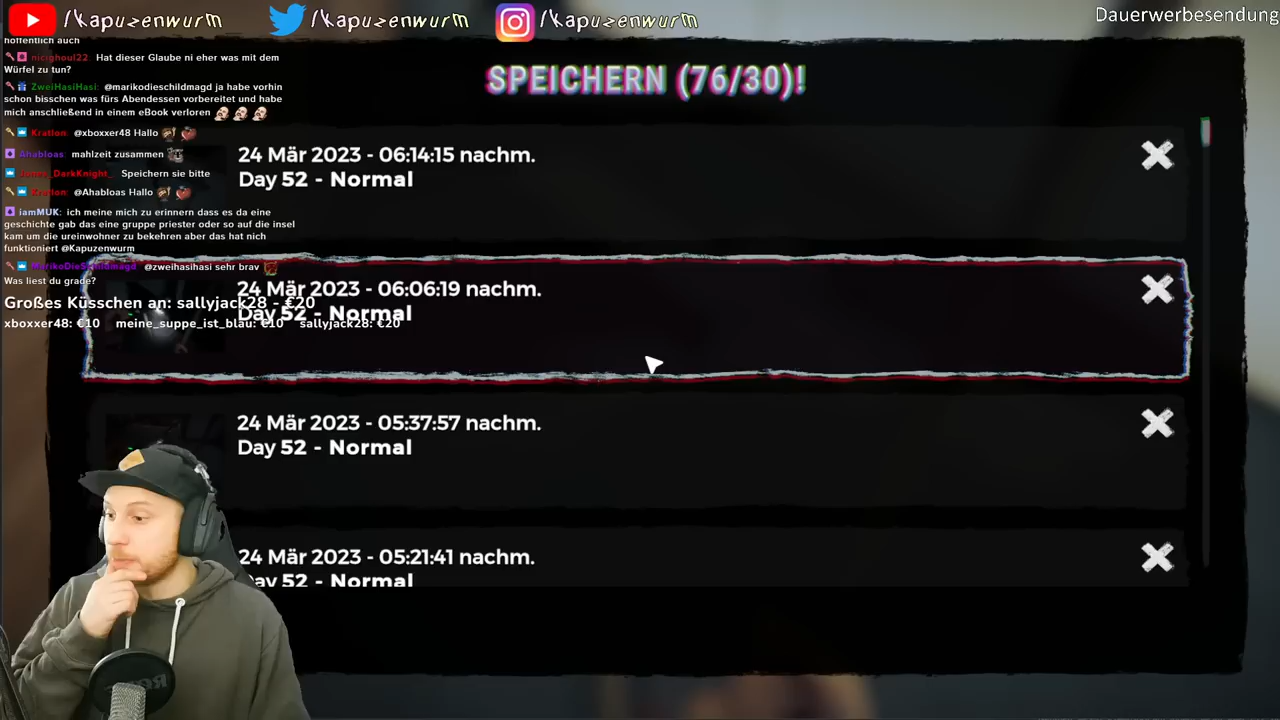 /kapuzenwurm
/kapuzenwurm
/kapuzenwurm
Dauerwerbesendung
hoffentlich auch
nicighoul22: Hat dieser Glaube ni eher was mit dem
Würfel zu tun?
ZweiHasiHasi: @marikodieschildmagd ja habe vorhin
schon bisschen was fürs Abendessen vorbereitet und habe
mich anschließend in einem eBook verloren
Kratlon: @xboxxer48 Hallo
Ahabloas: mahlzeit zusammen
Jones_DarkKnight_ Speichern sie bitte
Kratlon: @Ahabloas Hallo
iamMUK: ich meine mich zu erinnern dass es da eine
geschichte gab das eine gruppe priester oder so auf die insel
kam um die ureinwohner zu bekehren aber das hat nich
funktioniert @Kapuzenwurm
MarikoDieSchildmagd @zweihasihasi sehr brav
Was liest du grade?
Großes Küsschen an: sallyjack28 - €20
xboxxer48: €10 meine_suppe_ist_blau: €10 sallyjack28: €20
SPEICHERN (76/30)!
24 Mär 2023 - 06:14:15 nachm.
Day 52 - Normal
24 Mär 2023 - 06:06:19 nachm.
Day 52 - Normal
24 Mär 2023 - 05:37:57 nachm.
Day 52 - Normal
24 Mär 2023 - 05:21:41 nachm.
Day 52 - Normal